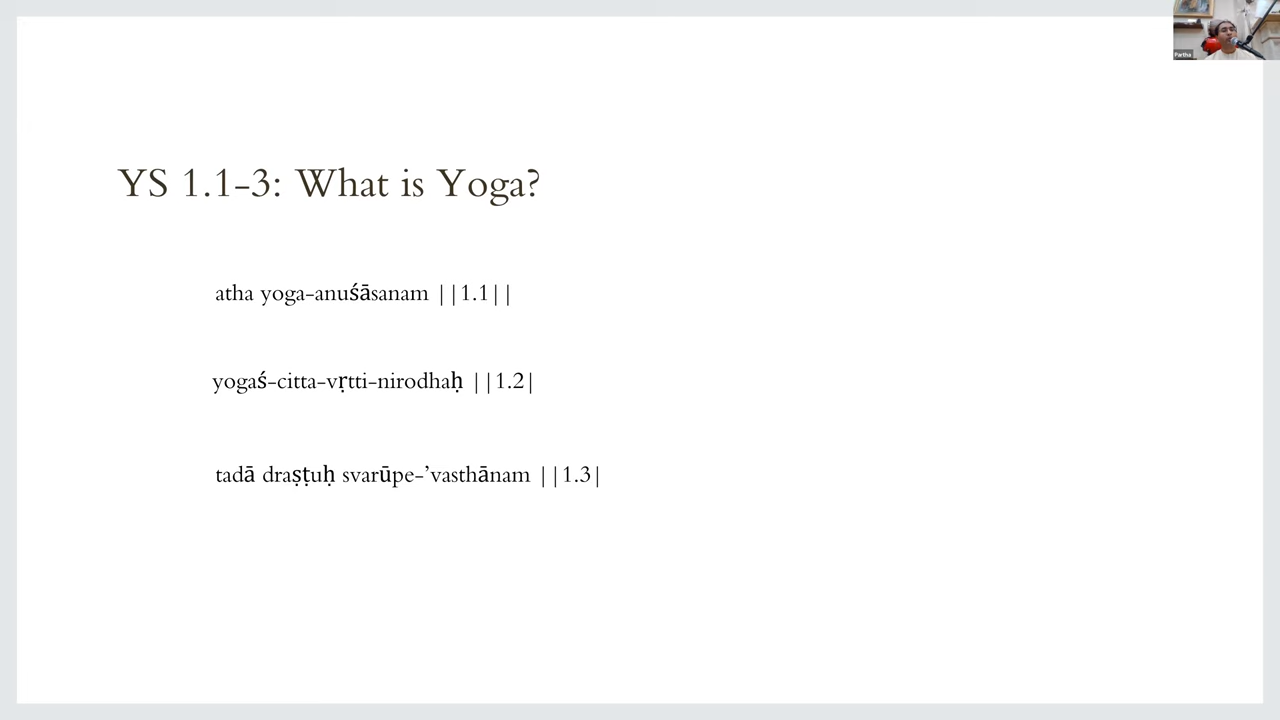 Partha
YS 1.1-3: What is Yoga?
atha yoga-anuśāsanam ||1.1||
yogaś-citta-vṛtti-nirodhaḥ ||1.2|
tadā draṣṭuḥ svarūpe-’vasthānam ||1.3|